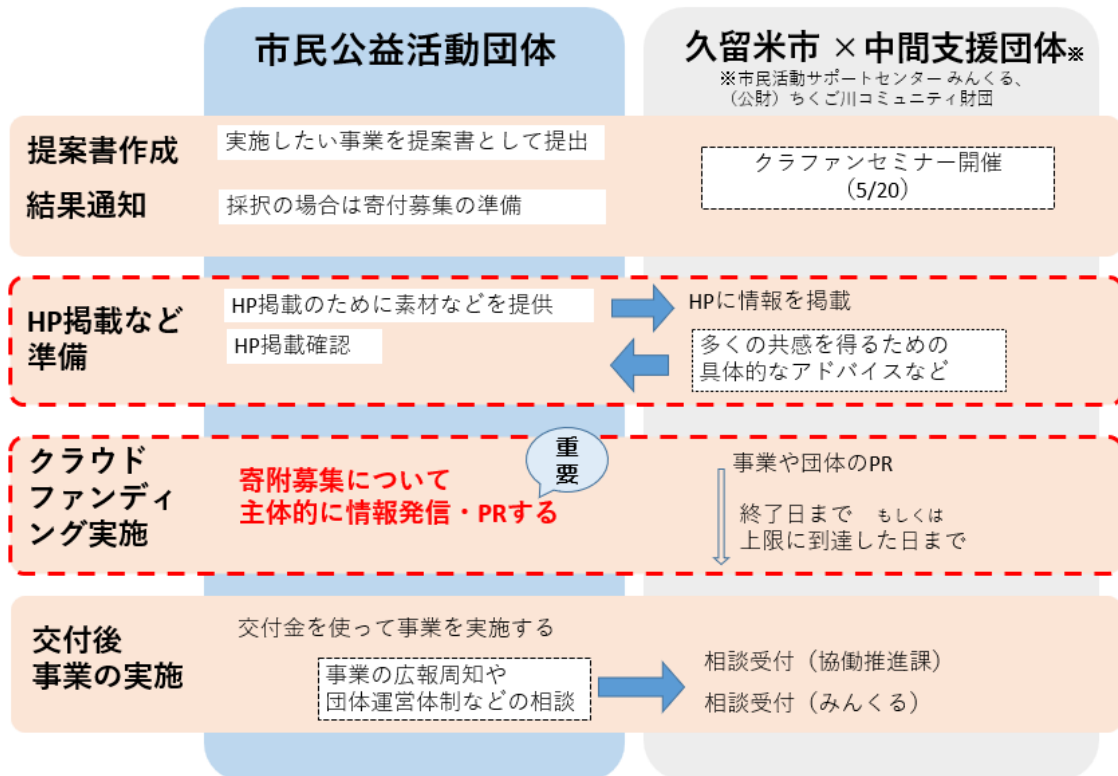 市民公益活動団体
久留米市 × 中間支援団体※
※市民活動サポートセンター みんくる、
（公財）ちくご川コミュニティ財団
提案書作成
結果通知
実施したい事業を提案書として提出
採択の場合は寄付募集の準備
クラファンセミナー開催
（5/20）
HP掲載など
準備
HP掲載のために素材などを提供
HP掲載確認
HPに情報を掲載
多くの共感を得るための
具体的なアドバイスなど
クラウド
ファンディ
ング実施
重
要
寄附募集について
主体的に情報発信・PRする
事業や団体のPR
終了日まで もしくは
上限に到達した日まで
交付後
事業の実施
交付金を使って事業を実施する
事業の広報周知や
団体運営体制などの相談
相談受付（協働推進課）
相談受付（みんくる）